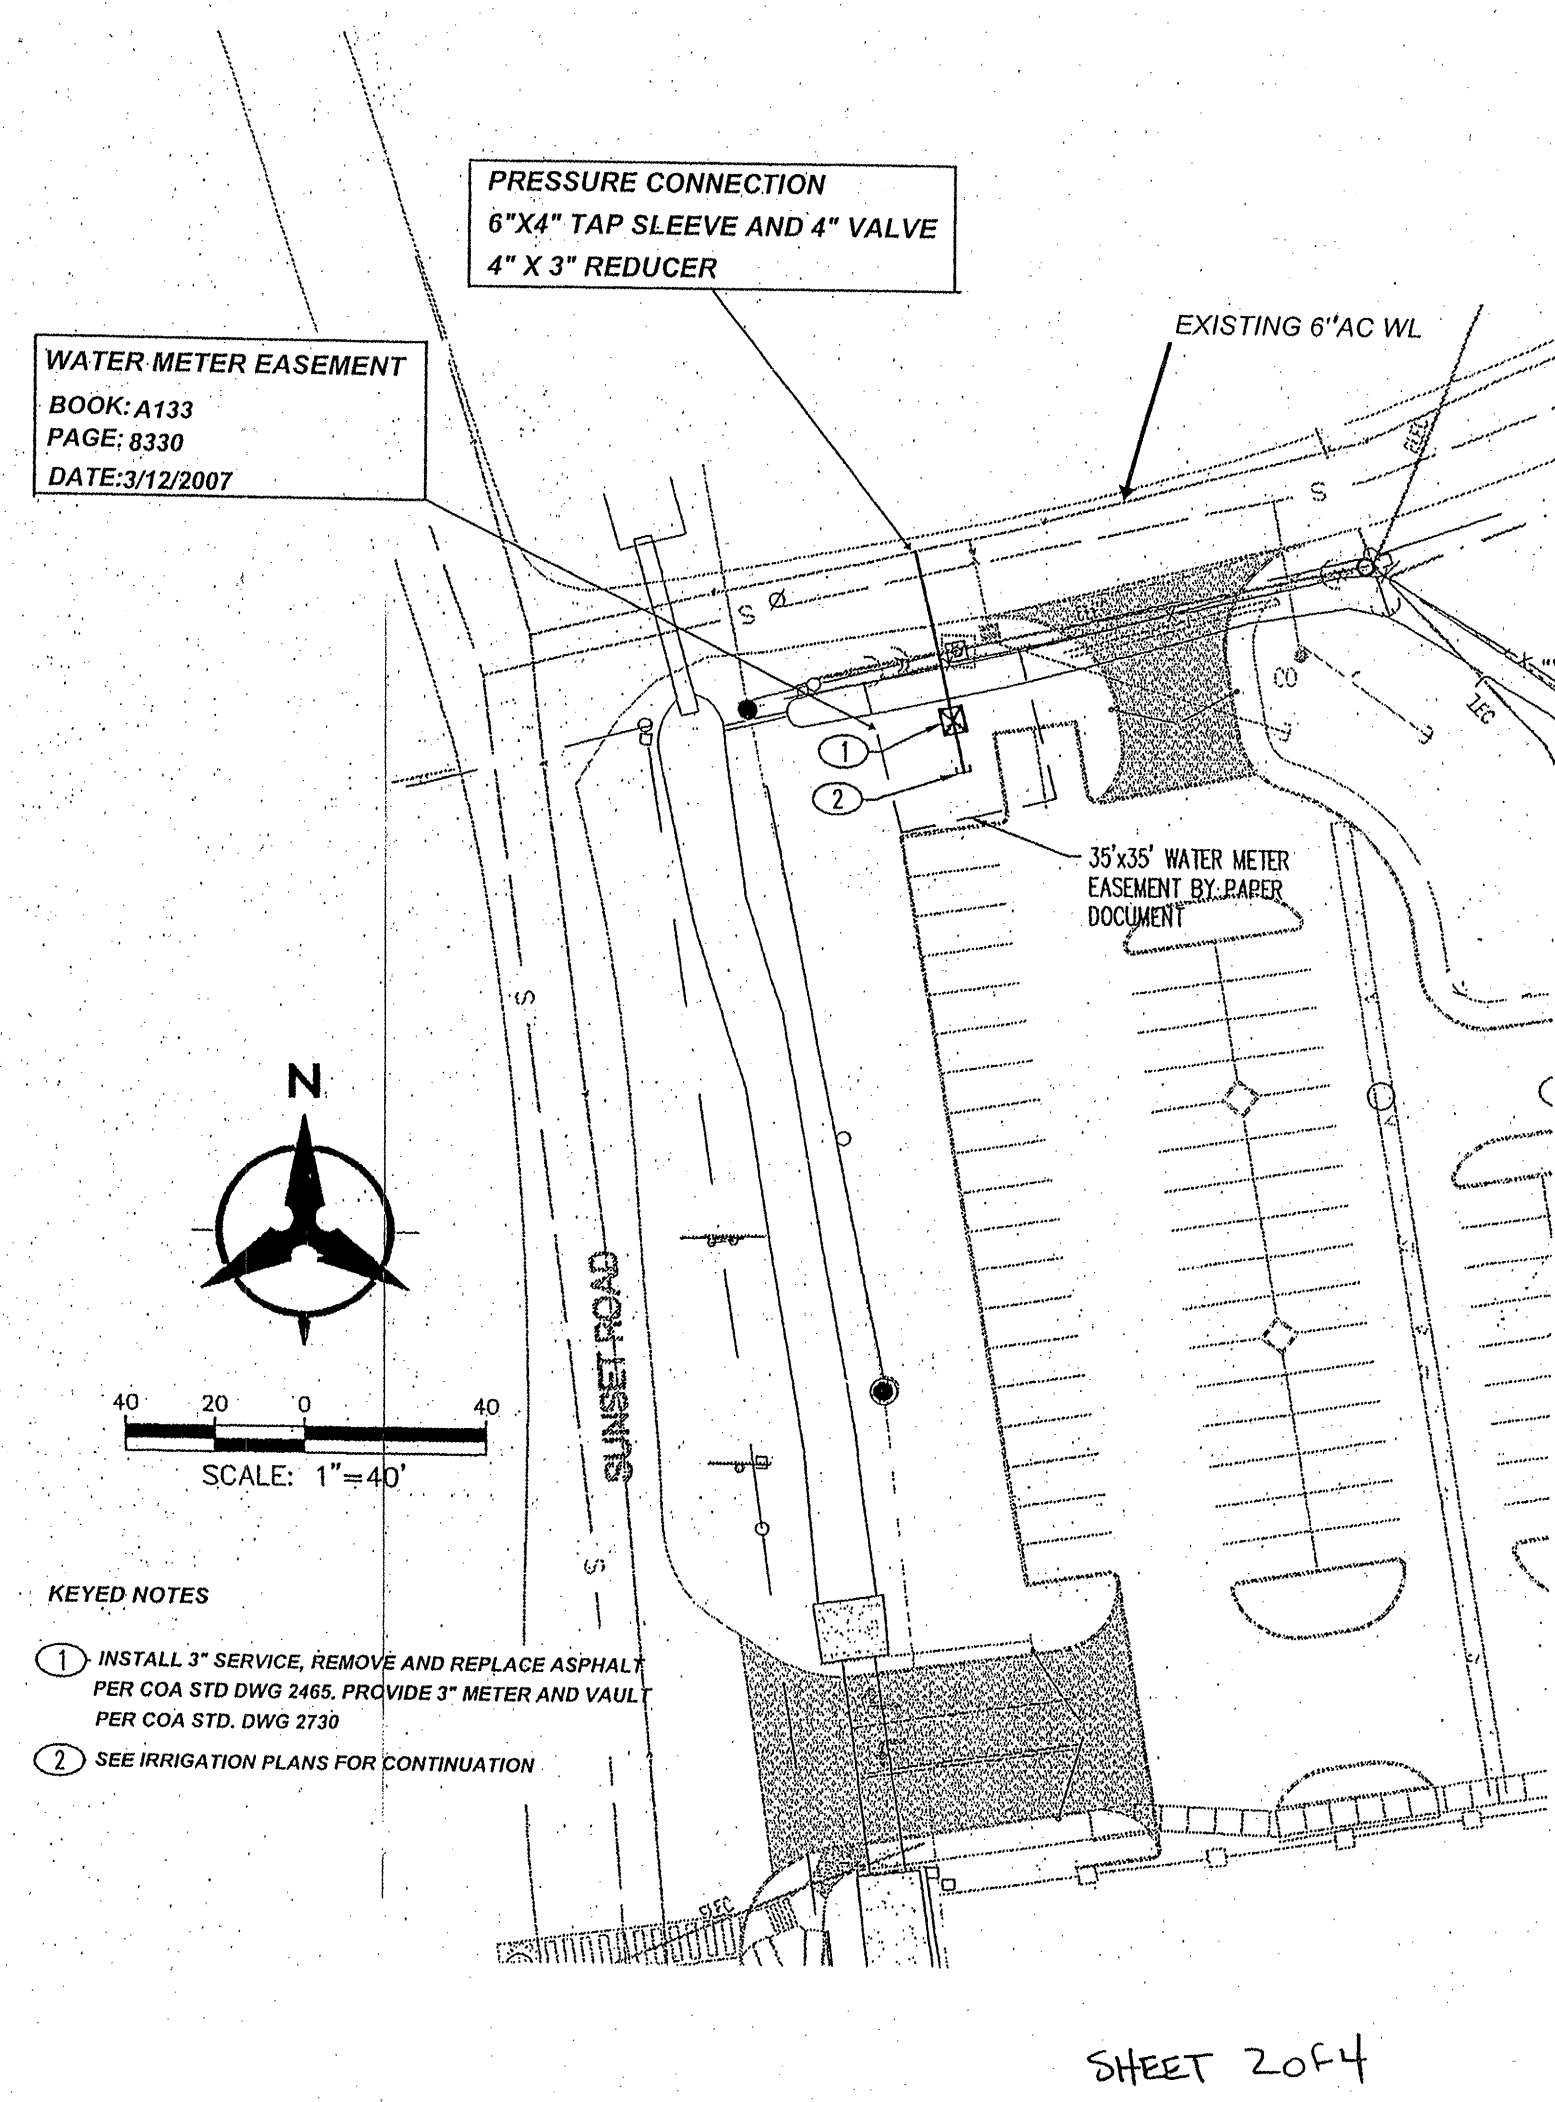 PRESSURE CONNECTION
6"X4" TAP SLEEVE AND 4" VALVE
4" X 3" REDUCER
EXISTING 6" AC WL
WATER METER EASEMENT
BOOK: A133
PAGE: 8330
DATE:3/12/2007
ELEC
S
S
1
2
35'x35' WATER METER
EASEMENT BY PAPER
DOCUMENT
S
N
SUNSET ROAD
40 20 0 40
SCALE: 1"=40'
S
KEYED NOTES
1 INSTALL 3" SERVICE, REMOVE AND REPLACE ASPHALT
PER COA STD DWG 2465. PROVIDE 3" METER AND VAULT
PER COA STD. DWG 2730
2 SEE IRRIGATION PLANS FOR CONTINUATION
ELEC
SHEET 2 OF 4